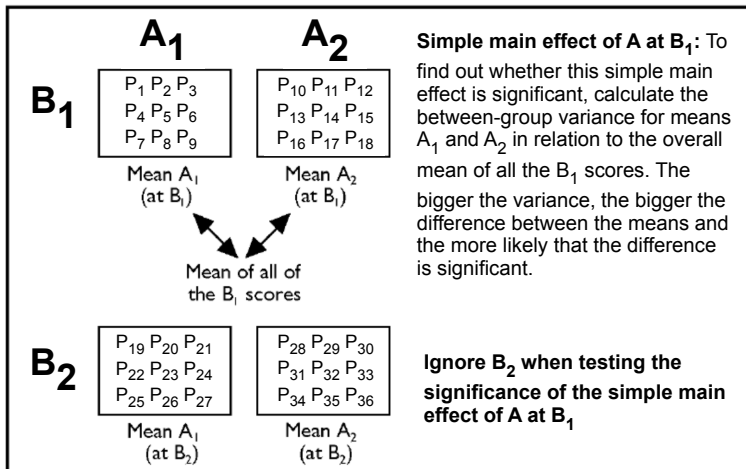 A₁ A₂
B₁
P₁ P₂ P₃
P₄ P₅ P₆
P₇ P₈ P₉
Mean A₁
(at B₁)
P₁₀ P₁₁ P₁₂
P₁₃ P₁₄ P₁₅
P₁₆ P₁₇ P₁₈
Mean A₂
(at B₁)
Mean of all of
the B₁ scores
Simple main effect of A at B₁: To
find out whether this simple main
effect is significant, calculate the
between-group variance for means
A₁ and A₂ in relation to the overall
mean of all the B₁ scores. The
bigger the variance, the bigger the
difference between the means and
the more likely that the difference
is significant.
B₂
P₁₉ P₂₀ P₂₁
P₂₂ P₂₃ P₂₄
P₂₅ P₂₆ P₂₇
Mean A₁
(at B₂)
P₂₈ P₂₉ P₃₀
P₃₁ P₃₂ P₃₃
P₃₄ P₃₅ P₃₆
Mean A₂
(at B₂)
Ignore B₂ when testing the
significance of the simple main
effect of A at B₁